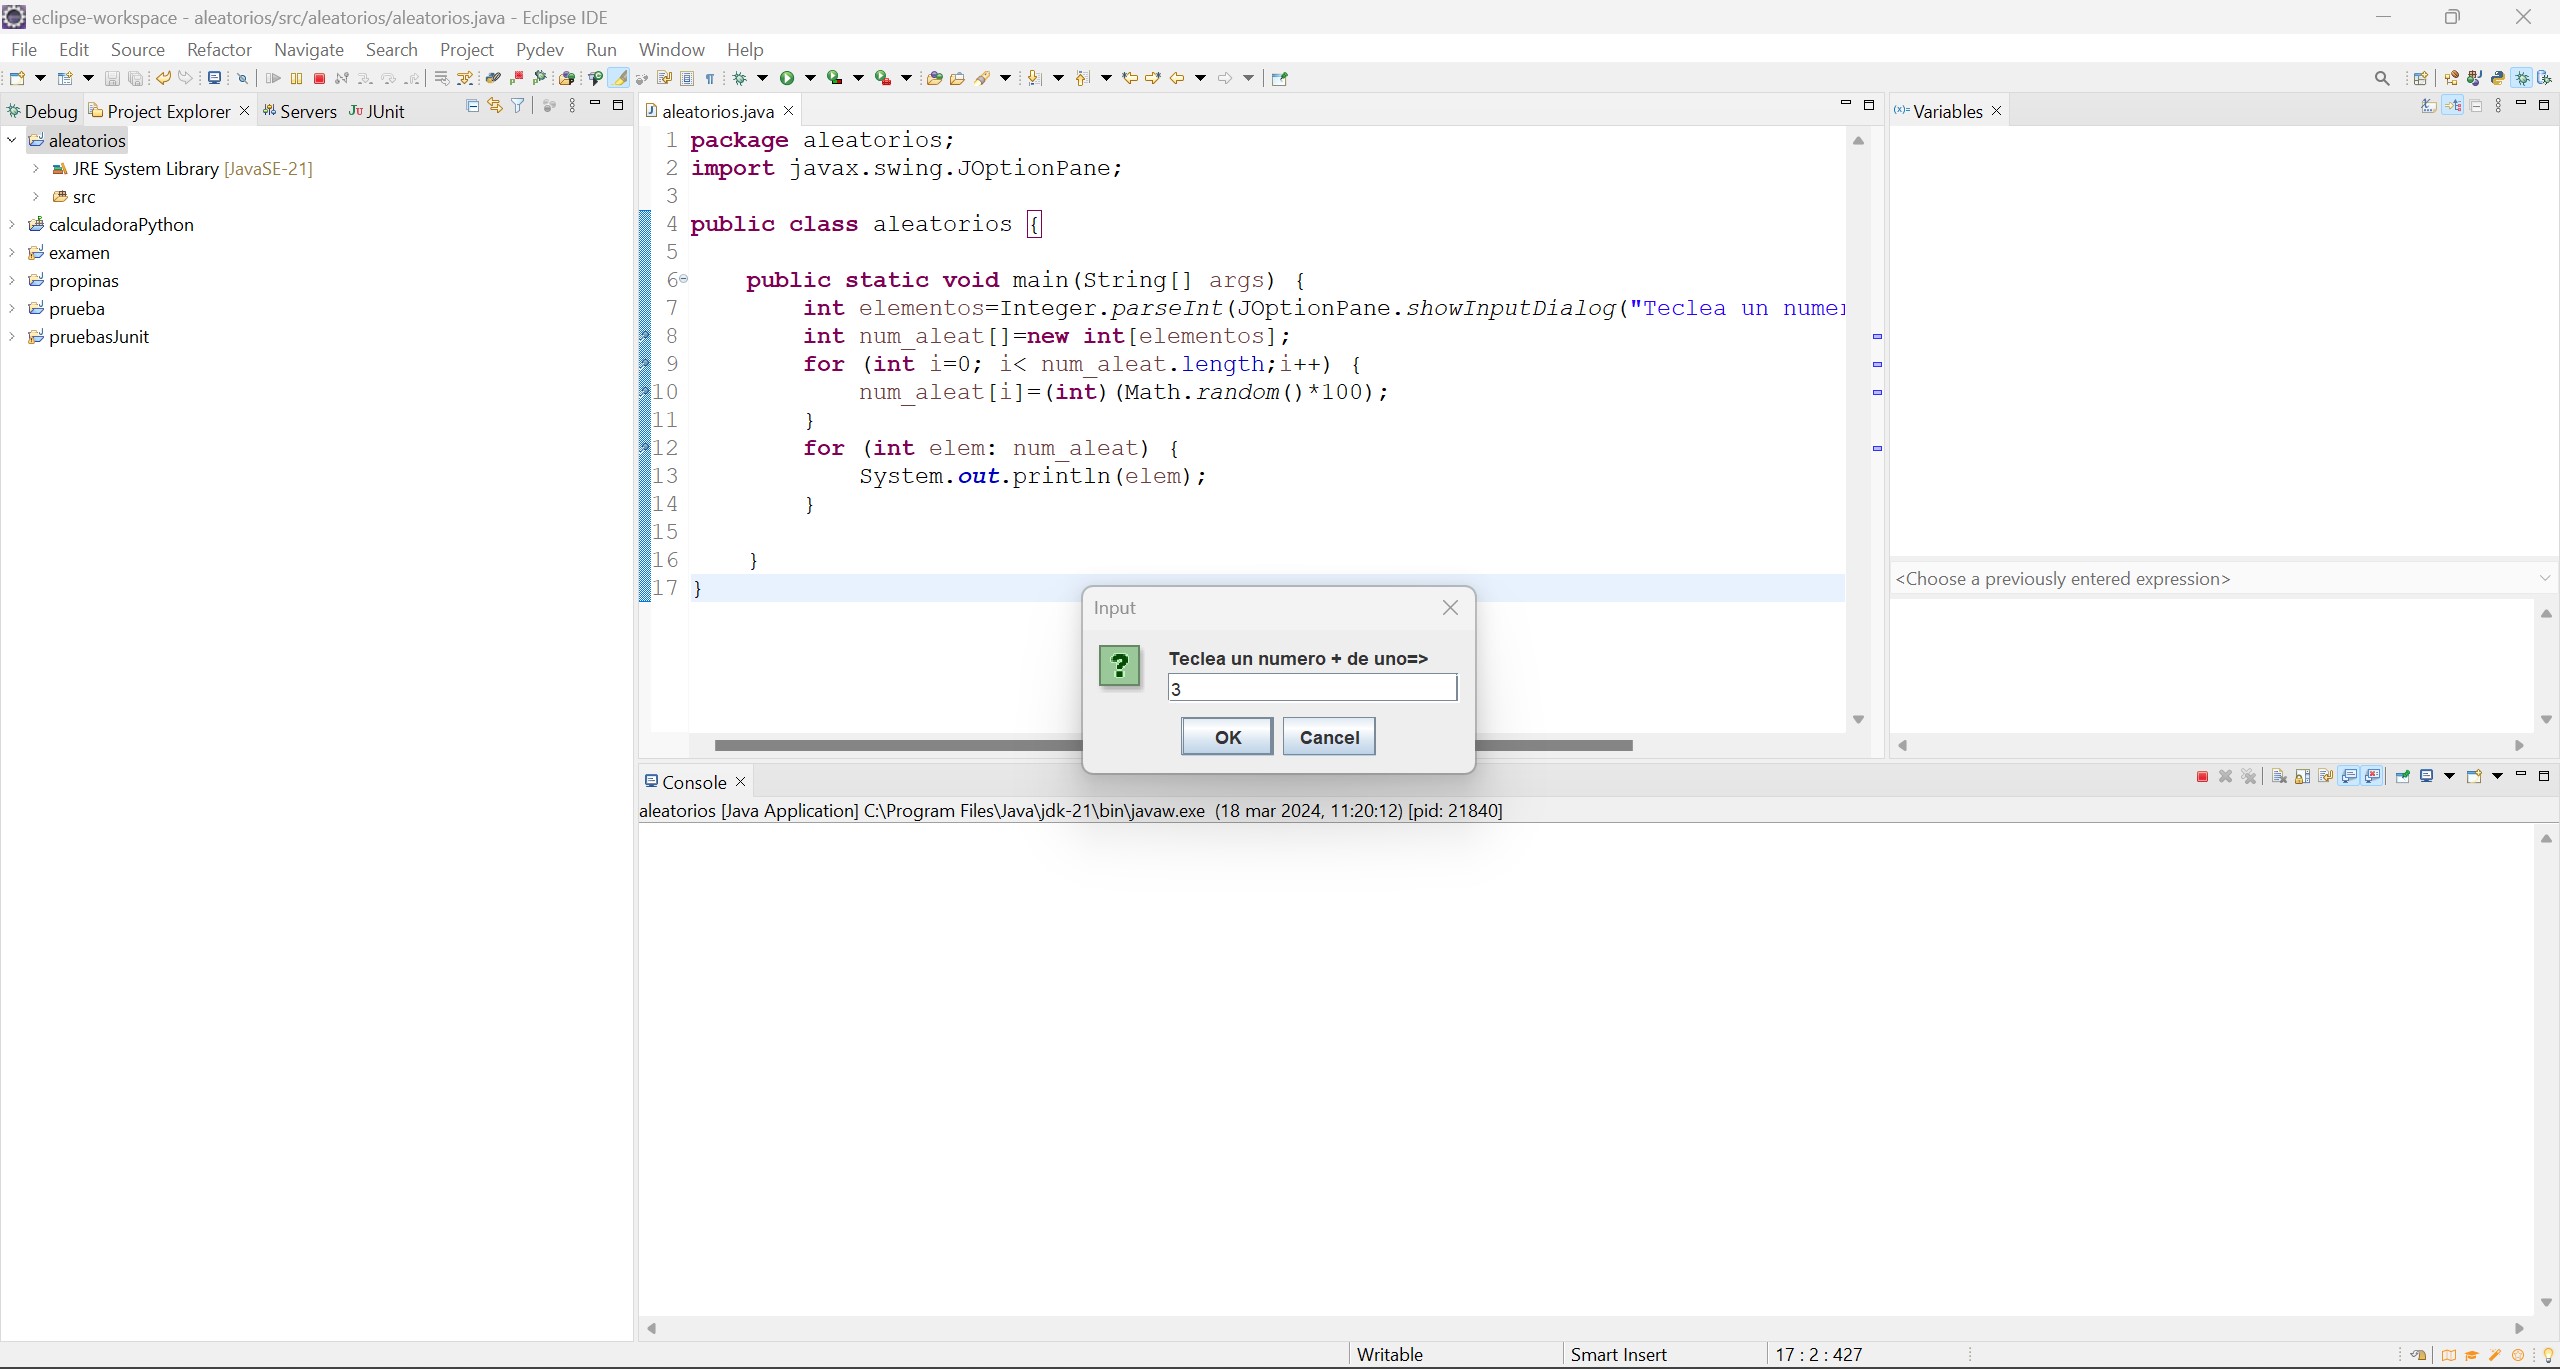 eclipse-workspace - aleatorios/src/aleatorios/aleatorios.java - Eclipse IDE
File Edit Source Refactor Navigate Search Project Pydev Run Window Help
Debug Project Explorer Servers JUnit
aleatorios
JRE System Library [JavaSE-21]
src
calculadoraPython
examen
propinas
prueba
pruebasJunit
aleatorios.java
1 package aleatorios;
2 import javax.swing.JOptionPane;
3
4 public class aleatorios {
5
6 public static void main(String[] args) {
7 int elementos=Integer.parseInt(JOptionPane.showInputDialog("Teclea un numer
8 int num_aleat[]=new int[elementos];
9 for (int i=0; i< num_aleat.length;i++) {
10 num_aleat[i]=(int)(Math.random()*100);
11 }
12 for (int elem: num_aleat) {
13 System.out.println(elem);
14 }
15
16 }
17 }
Input
Teclea un numero + de uno=>
3
OK Cancel
(x)= Variables
<Choose a previously entered expression>
Console
aleatorios [Java Application] C:\Program Files\Java\jdk-21\bin\javaw.exe (18 mar 2024, 11:20:12) [pid: 21840]
Writable Smart Insert 17 : 2 : 427